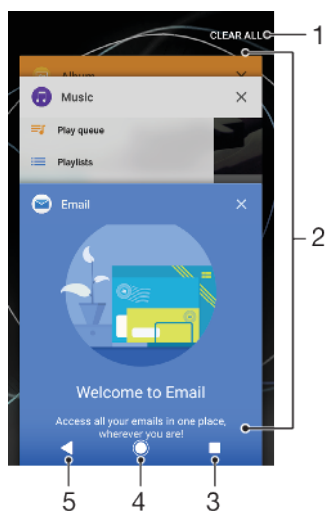 CLEAR ALL
1
Album
Music
Play queue
Playlists
2
Email
Welcome to Email
Access all your emails in one place,
wherever you are!
5
4
3